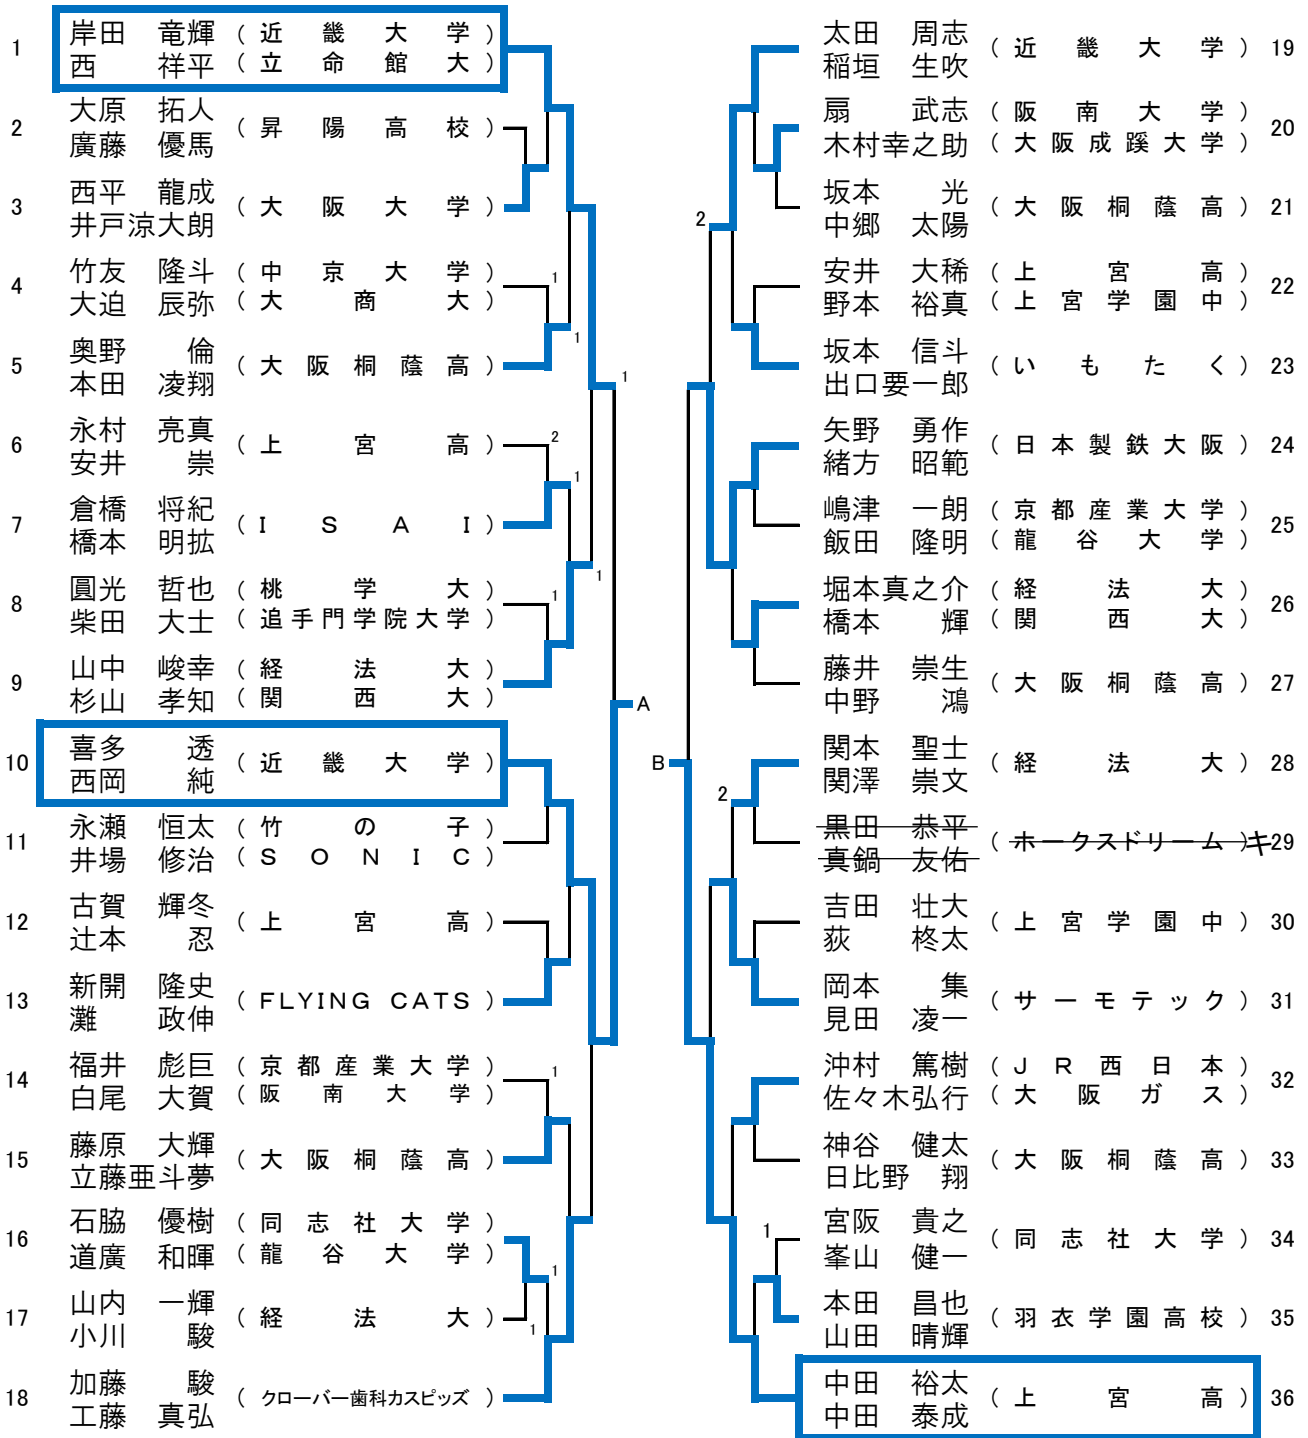 1 岸田 竜輝 ( 近畿大学 )
西 祥平 ( 立命館大 )
2 大原 拓人 ( 昇陽高校 )
廣藤 優馬
3 西平 龍成 ( 大阪大学 )
井戸涼大朗
4 竹友 隆斗 ( 中京大学 )
大迫 辰弥 ( 大商大 )
5 奥野 倫 ( 大阪桐蔭高 )
本田 凌翔
6 永村 亮真 ( 上宮高 )
安井 崇
7 倉橋 将紀 ( ISAI )
橋本 明拡
8 圓光 哲也 ( 桃学大 )
柴田 大士 ( 追手門学院大学 )
9 山中 峻幸 ( 経法大 )
杉山 孝知 ( 関西大 )
10 喜多 透 ( 近畿大学 )
西岡 純
11 永瀬 恒太 ( 竹の子 )
井場 修治 ( SONIC )
12 古賀 輝冬 ( 上宮高 )
辻本 忍
13 新開 隆史 ( FLYING CATS )
灘 政伸
14 福井 彪巨 ( 京都産業大学 )
白尾 大賀 ( 阪南大学 )
15 藤原 大輝 ( 大阪桐蔭高 )
立藤亜斗夢
16 石脇 優樹 ( 同志社大学 )
道廣 和暉 ( 龍谷大学 )
17 山内 一輝 ( 経法大 )
小川 駿
18 加藤 駿 ( クローバー歯科カスピッズ )
工藤 真弘
1
1
1
2
1
1
1
1
1
1
A
B
2
2
1
太田 周志 ( 近畿大学 ) 19
稲垣 生吹
扇 武志 ( 阪南大学 ) 20
木村幸之助 ( 大阪成蹊大学 )
坂本 光 ( 大阪桐蔭高 ) 21
中郷 太陽
安井 大稀 ( 上宮高 ) 22
野本 裕真 ( 上宮学園中 )
坂本 信斗 ( いもたく ) 23
出口要一郎
矢野 勇作 ( 日本製鉄大阪 ) 24
緒方 昭範
嶋津 一朗 ( 京都産業大学 ) 25
飯田 隆明 ( 龍谷大学 )
堀本真之介 ( 経法大 ) 26
橋本 輝 ( 関西大 )
藤井 崇生 ( 大阪桐蔭高 ) 27
中野 鴻
関本 聖士 ( 経法大 ) 28
関澤 崇文
黒田 恭平 ( ホークスドリーム ) キ 29
真鍋 友佑
吉田 壮大 ( 上宮学園中 ) 30
荻 柊太
岡本 集 ( サーモテック ) 31
見田 凌一
沖村 篤樹 ( JR西日本 ) 32
佐々木弘行 ( 大阪ガス )
神谷 健太 ( 大阪桐蔭高 ) 33
日比野 翔
宮阪 貴之 ( 同志社大学 ) 34
峯山 健一
本田 昌也 ( 羽衣学園高校 ) 35
山田 晴輝
中田 裕太 ( 上宮高 ) 36
中田 泰成